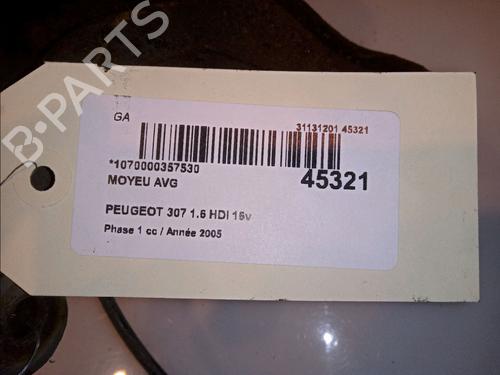 GA
31131201 45321
*1070000357530
MOYEU AVG
45321
PEUGEOT 307 1.6 HDI 16v
Phase 1 cc / Année 2005
B-PARTS